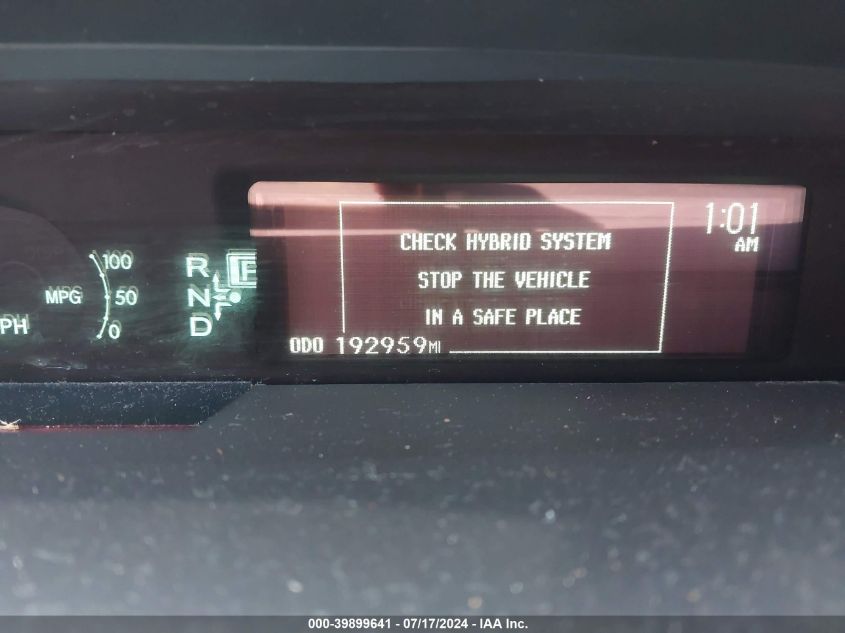 1:01
AM
CHECK HYBRID SYSTEM
STOP THE VEHICLE
IN A SAFE PLACE
ODO 192959MI
100
MPG 50
0
PH
R
N
D
000-39899641 - 07/17/2024 - IAA Inc.